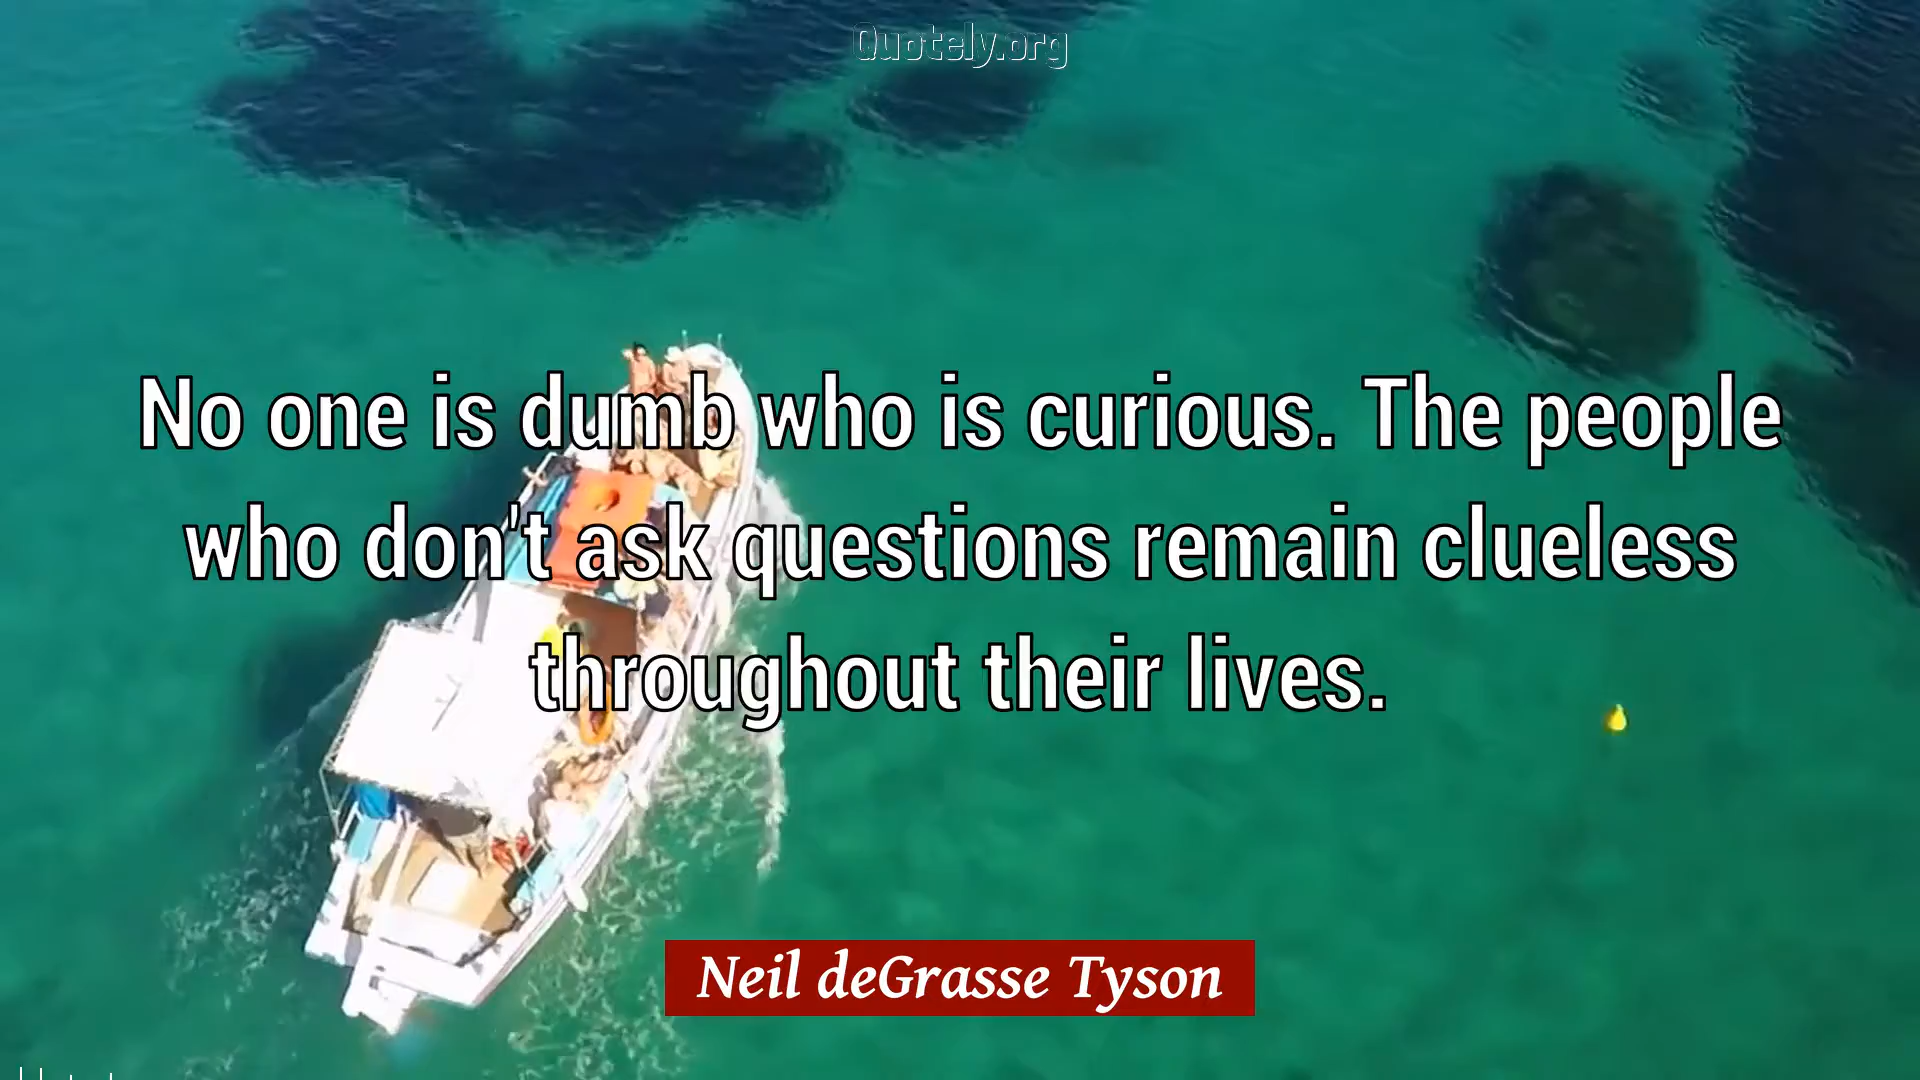 Quotely.org
No one is dumb who is curious. The people
who don't ask questions remain clueless
throughout their lives.
Neil deGrasse Tyson